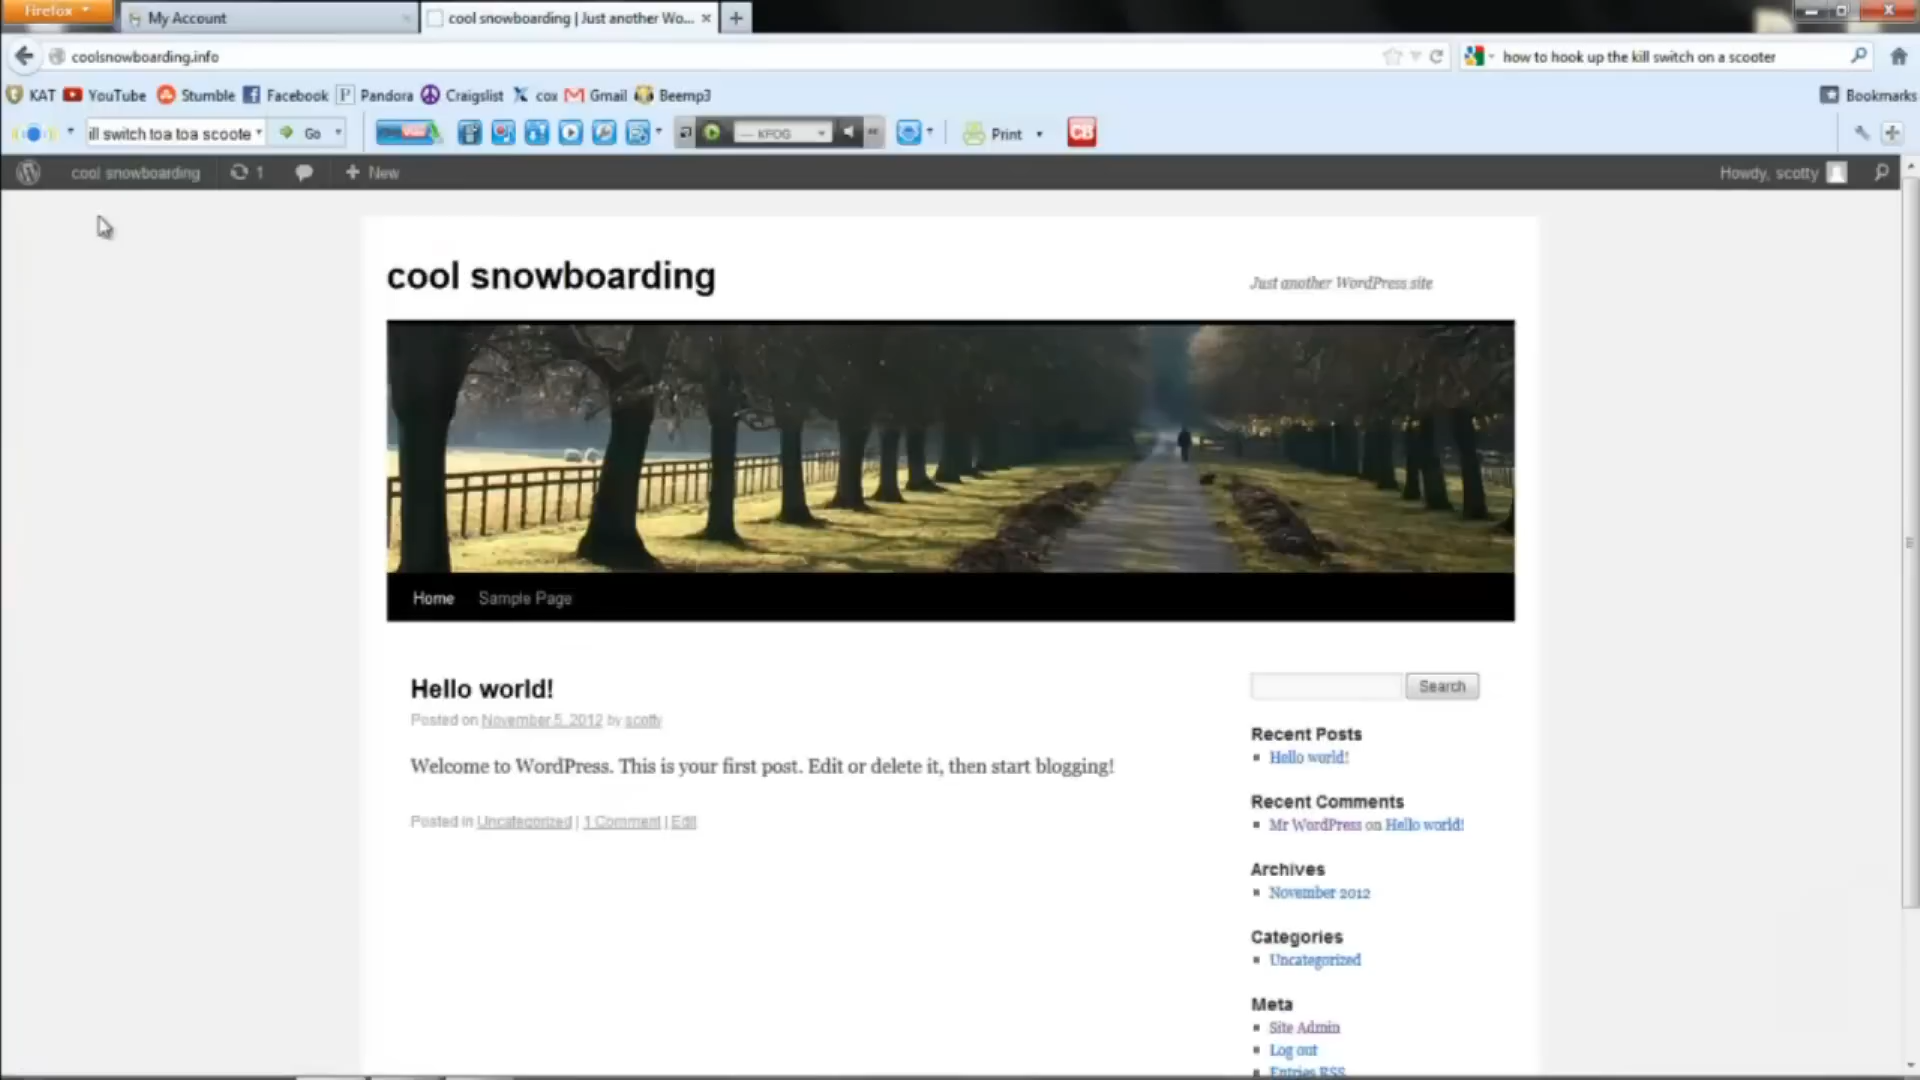 Firefox
My Account
cool snowboarding | Just another Wo...
coolsnowboarding.info
how to hook up the kill switch on a scooter
KAT YouTube Stumble Facebook Pandora Craigslist cox Gmail Beemp3
Bookmarks
ill switch toa toa scoote Go
KFOG
Print
CB
cool snowboarding 1 New
Howdy, scotty
cool snowboarding
Just another WordPress site
Home Sample Page
Hello world!
Posted on November 5, 2012 by scotty
Welcome to WordPress. This is your first post. Edit or delete it, then start blogging!
Posted in Uncategorized | 1 Comment | Edit
Search
Recent Posts
Hello world!
Recent Comments
Mr WordPress on Hello world!
Archives
November 2012
Categories
Uncategorized
Meta
Site Admin
Log out
Entries RSS